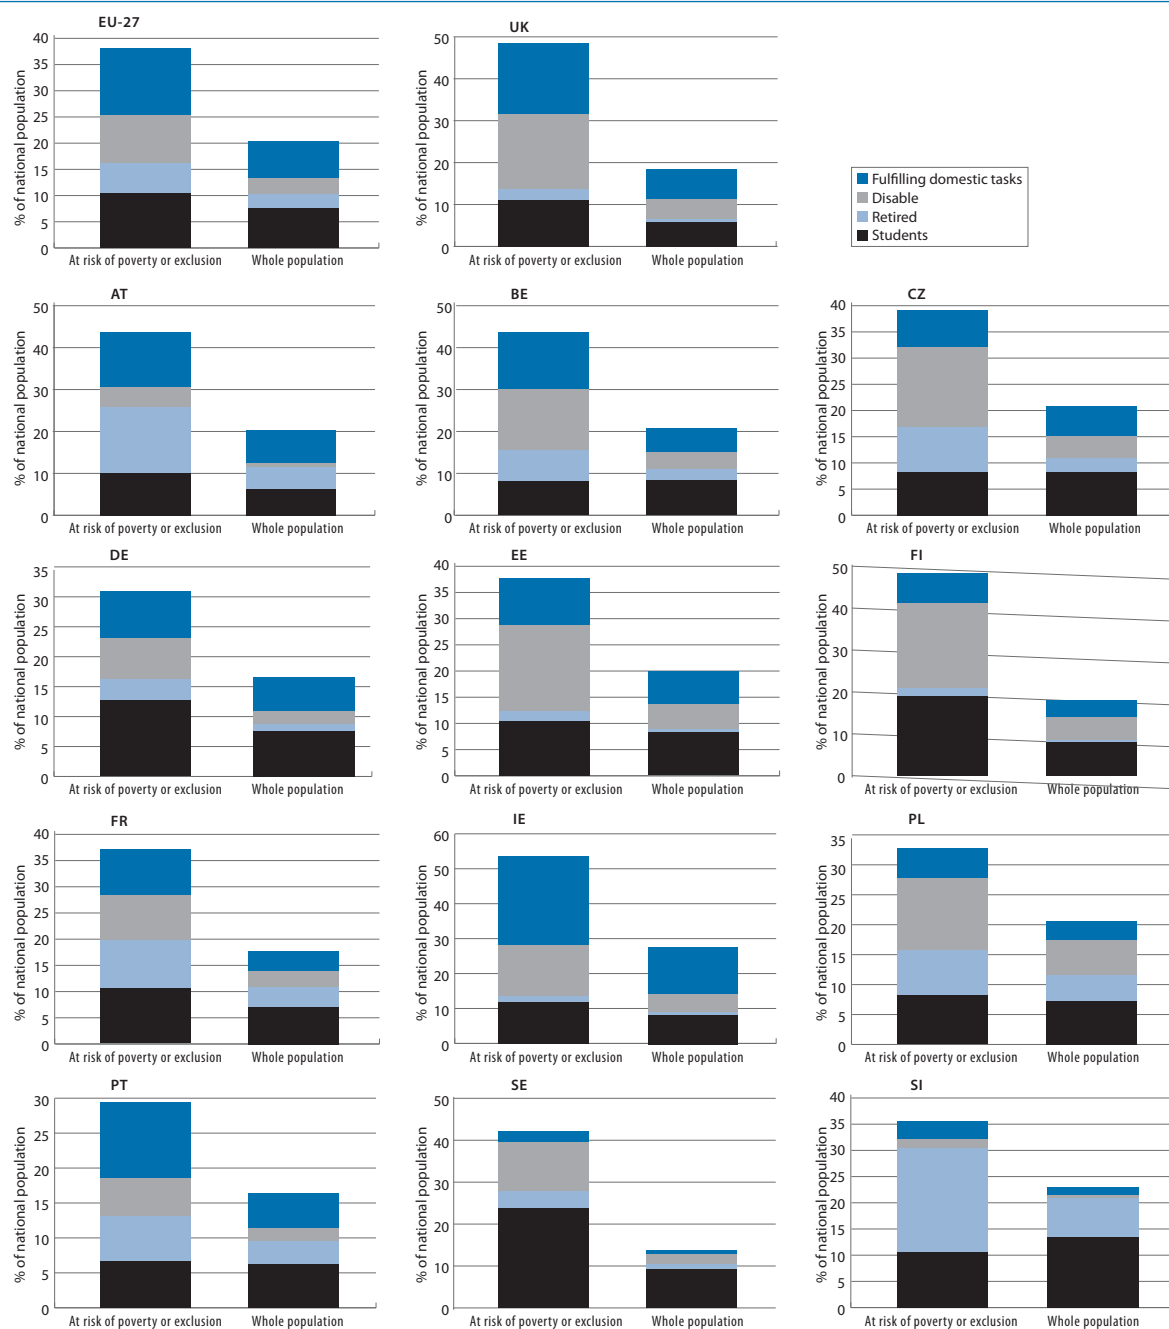 EU-27
% of national population
40
35
30
25
20
15
10
5
0
At risk of poverty or exclusion
Whole population
UK
% of national population
50
40
30
20
10
0
At risk of poverty or exclusion
Whole population
Fulfilling domestic tasks
Disable
Retired
Students
AT
% of national population
50
40
30
20
10
0
At risk of poverty or exclusion
Whole population
BE
% of national population
50
40
30
20
10
0
At risk of poverty or exclusion
Whole population
CZ
% of national population
40
35
30
25
20
15
10
5
0
At risk of poverty or exclusion
Whole population
DE
% of national population
35
30
25
20
15
10
5
0
At risk of poverty or exclusion
Whole population
EE
% of national population
40
35
30
25
20
15
10
5
0
At risk of poverty or exclusion
Whole population
FI
% of national population
50
40
30
20
10
0
At risk of poverty or exclusion
Whole population
FR
% of national population
40
35
30
25
20
15
10
5
0
At risk of poverty or exclusion
Whole population
IE
% of national population
60
50
40
30
20
10
0
At risk of poverty or exclusion
Whole population
PL
% of national population
35
30
25
20
15
10
5
0
At risk of poverty or exclusion
Whole population
PT
% of national population
30
25
20
15
10
5
0
At risk of poverty or exclusion
Whole population
SE
% of national population
50
40
30
20
10
0
At risk of poverty or exclusion
Whole population
SI
% of national population
40
35
30
25
20
15
10
5
0
At risk of poverty or exclusion
Whole population